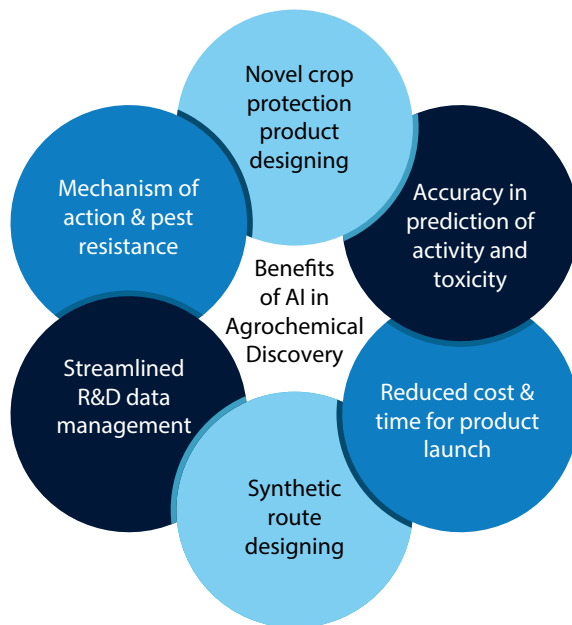 Novel crop
protection
product
designing
Mechanism of
action & pest
resistance
Accuracy in
prediction of
activity and
toxicity
Benefits
of AI in
Agrochemical
Discovery
Streamlined
R&D data
management
Reduced cost &
time for product
launch
Synthetic
route
designing